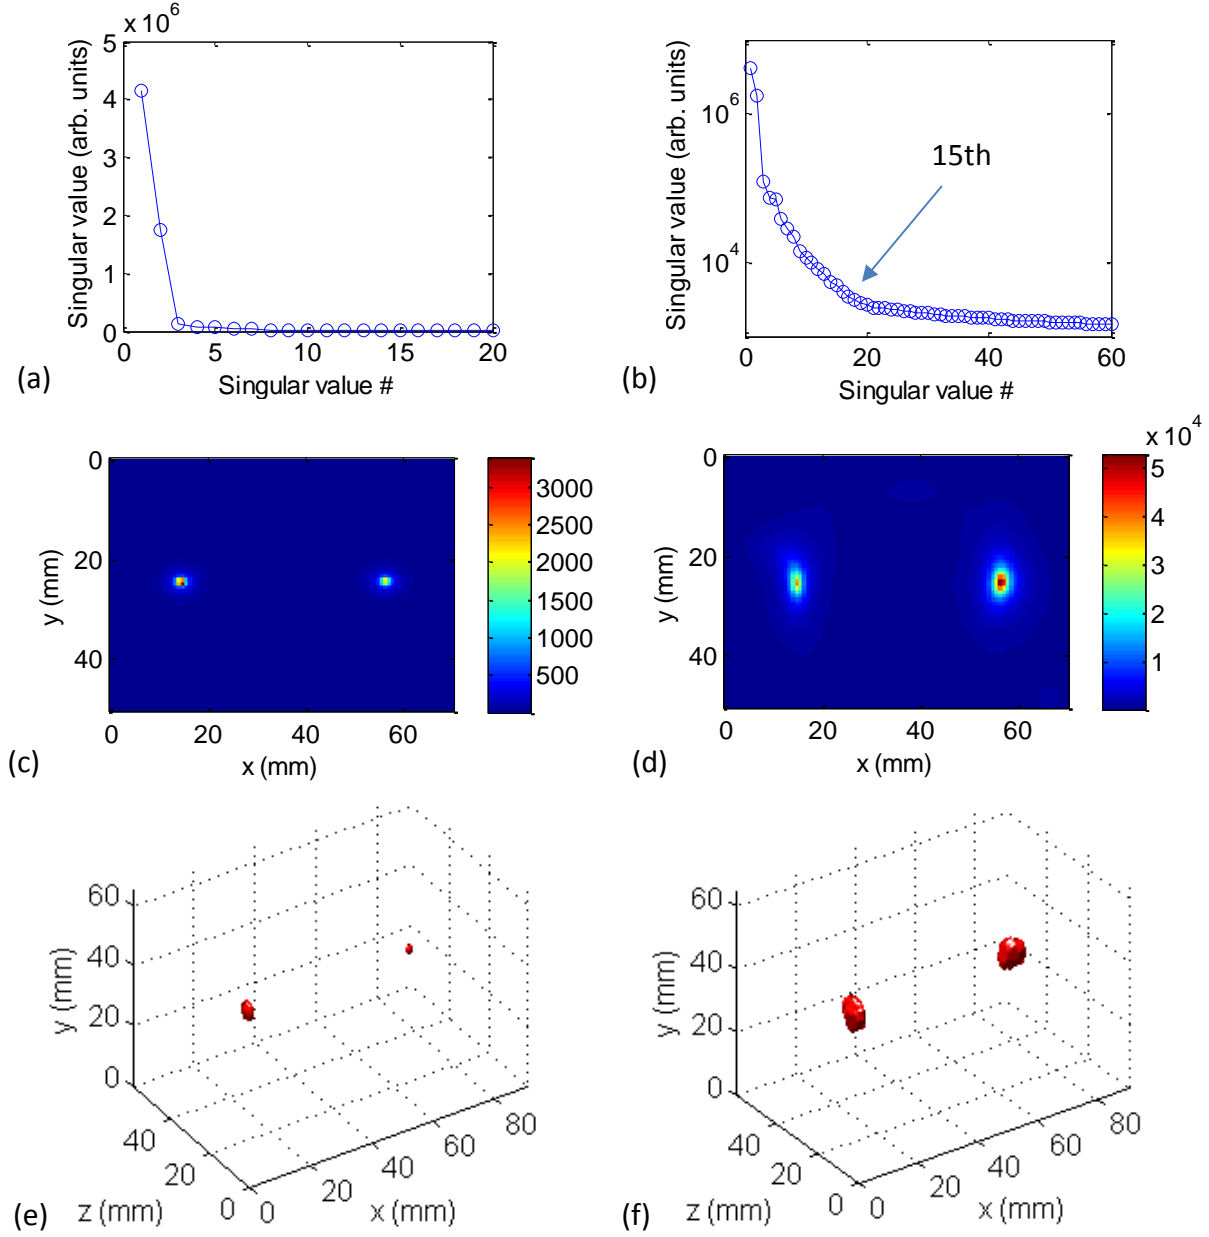 x 10^6
Singular value (arb. units)
5
4
3
2
1
0
0 5 10 15 20
Singular value #
(a)
Singular value (arb. units)
10^6
10^4
15th
0 20 40 60
Singular value #
(b)
y (mm)
0
20
40
0 20 40 60
x (mm)
3000
2500
2000
1500
1000
500
(c)
y (mm)
0
20
40
0 20 40 60
x (mm)
x 10^4
5
4
3
2
1
(d)
y (mm)
60
40
20
0
40
20
0
z (mm)
0 20 40 60 80
x (mm)
(e)
y (mm)
60
40
20
0
40
20
0
z (mm)
0 20 40 60 80
x (mm)
(f)